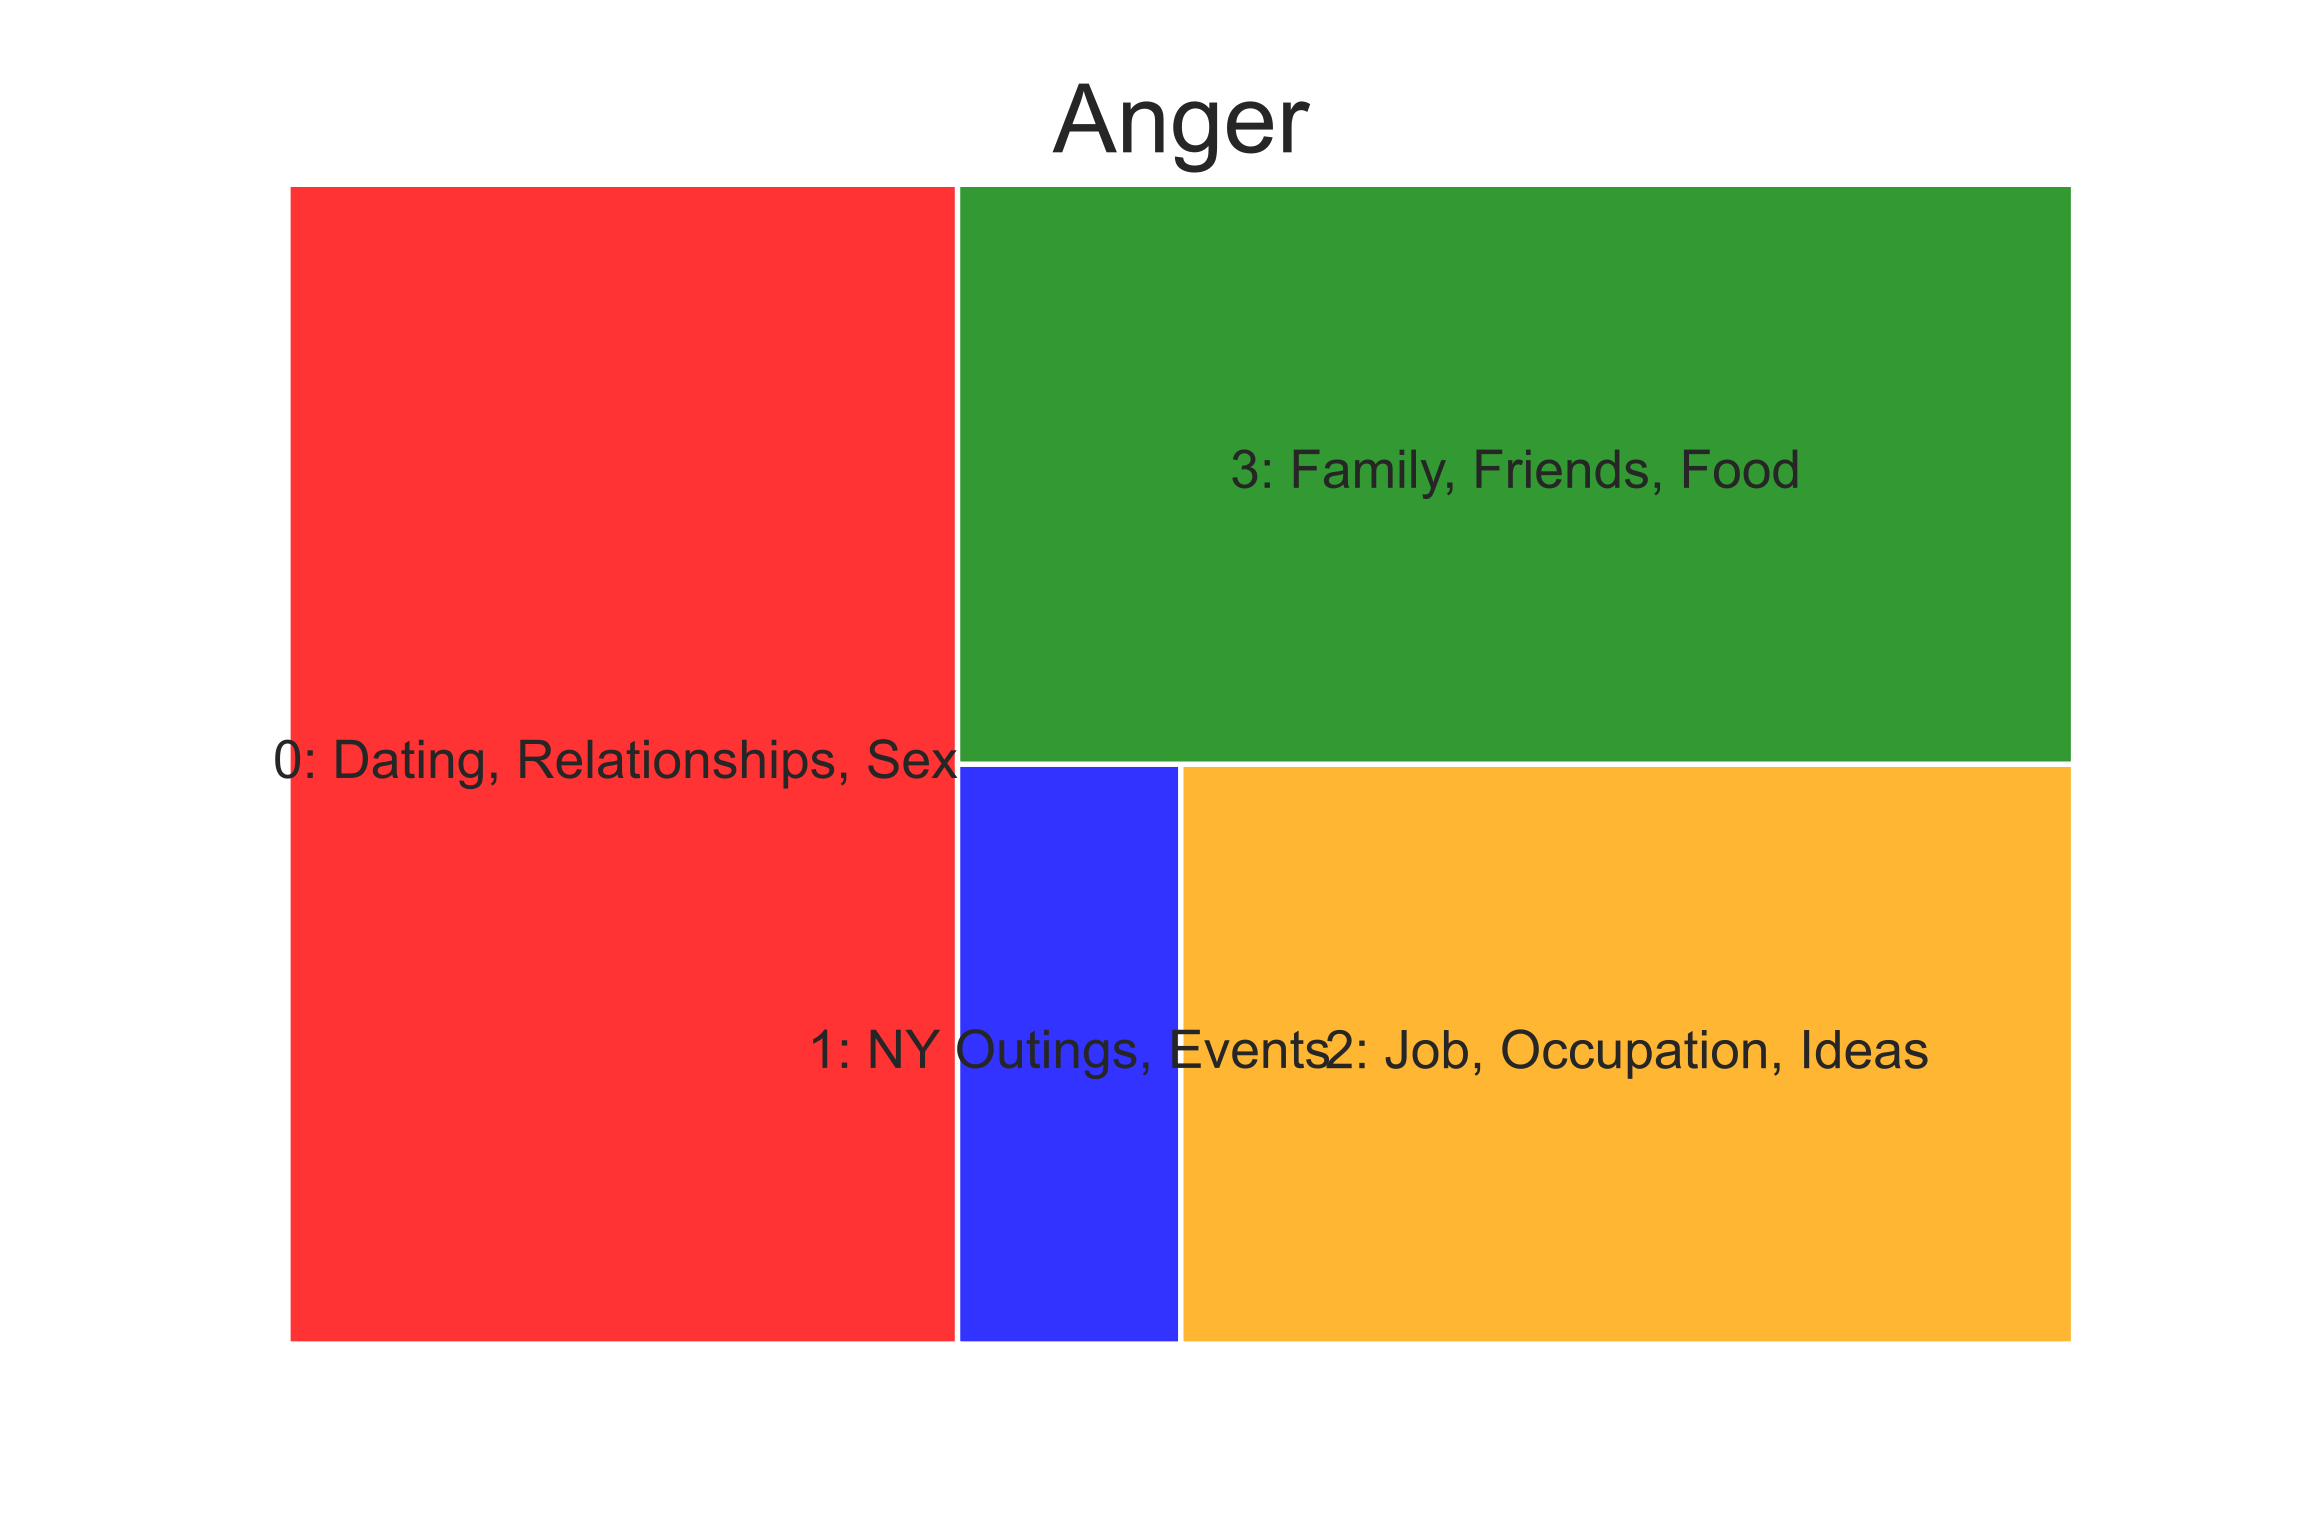 Anger
3: Family, Friends, Food
0: Dating, Relationships, Sex
1: NY Outings, Events
2: Job, Occupation, Ideas